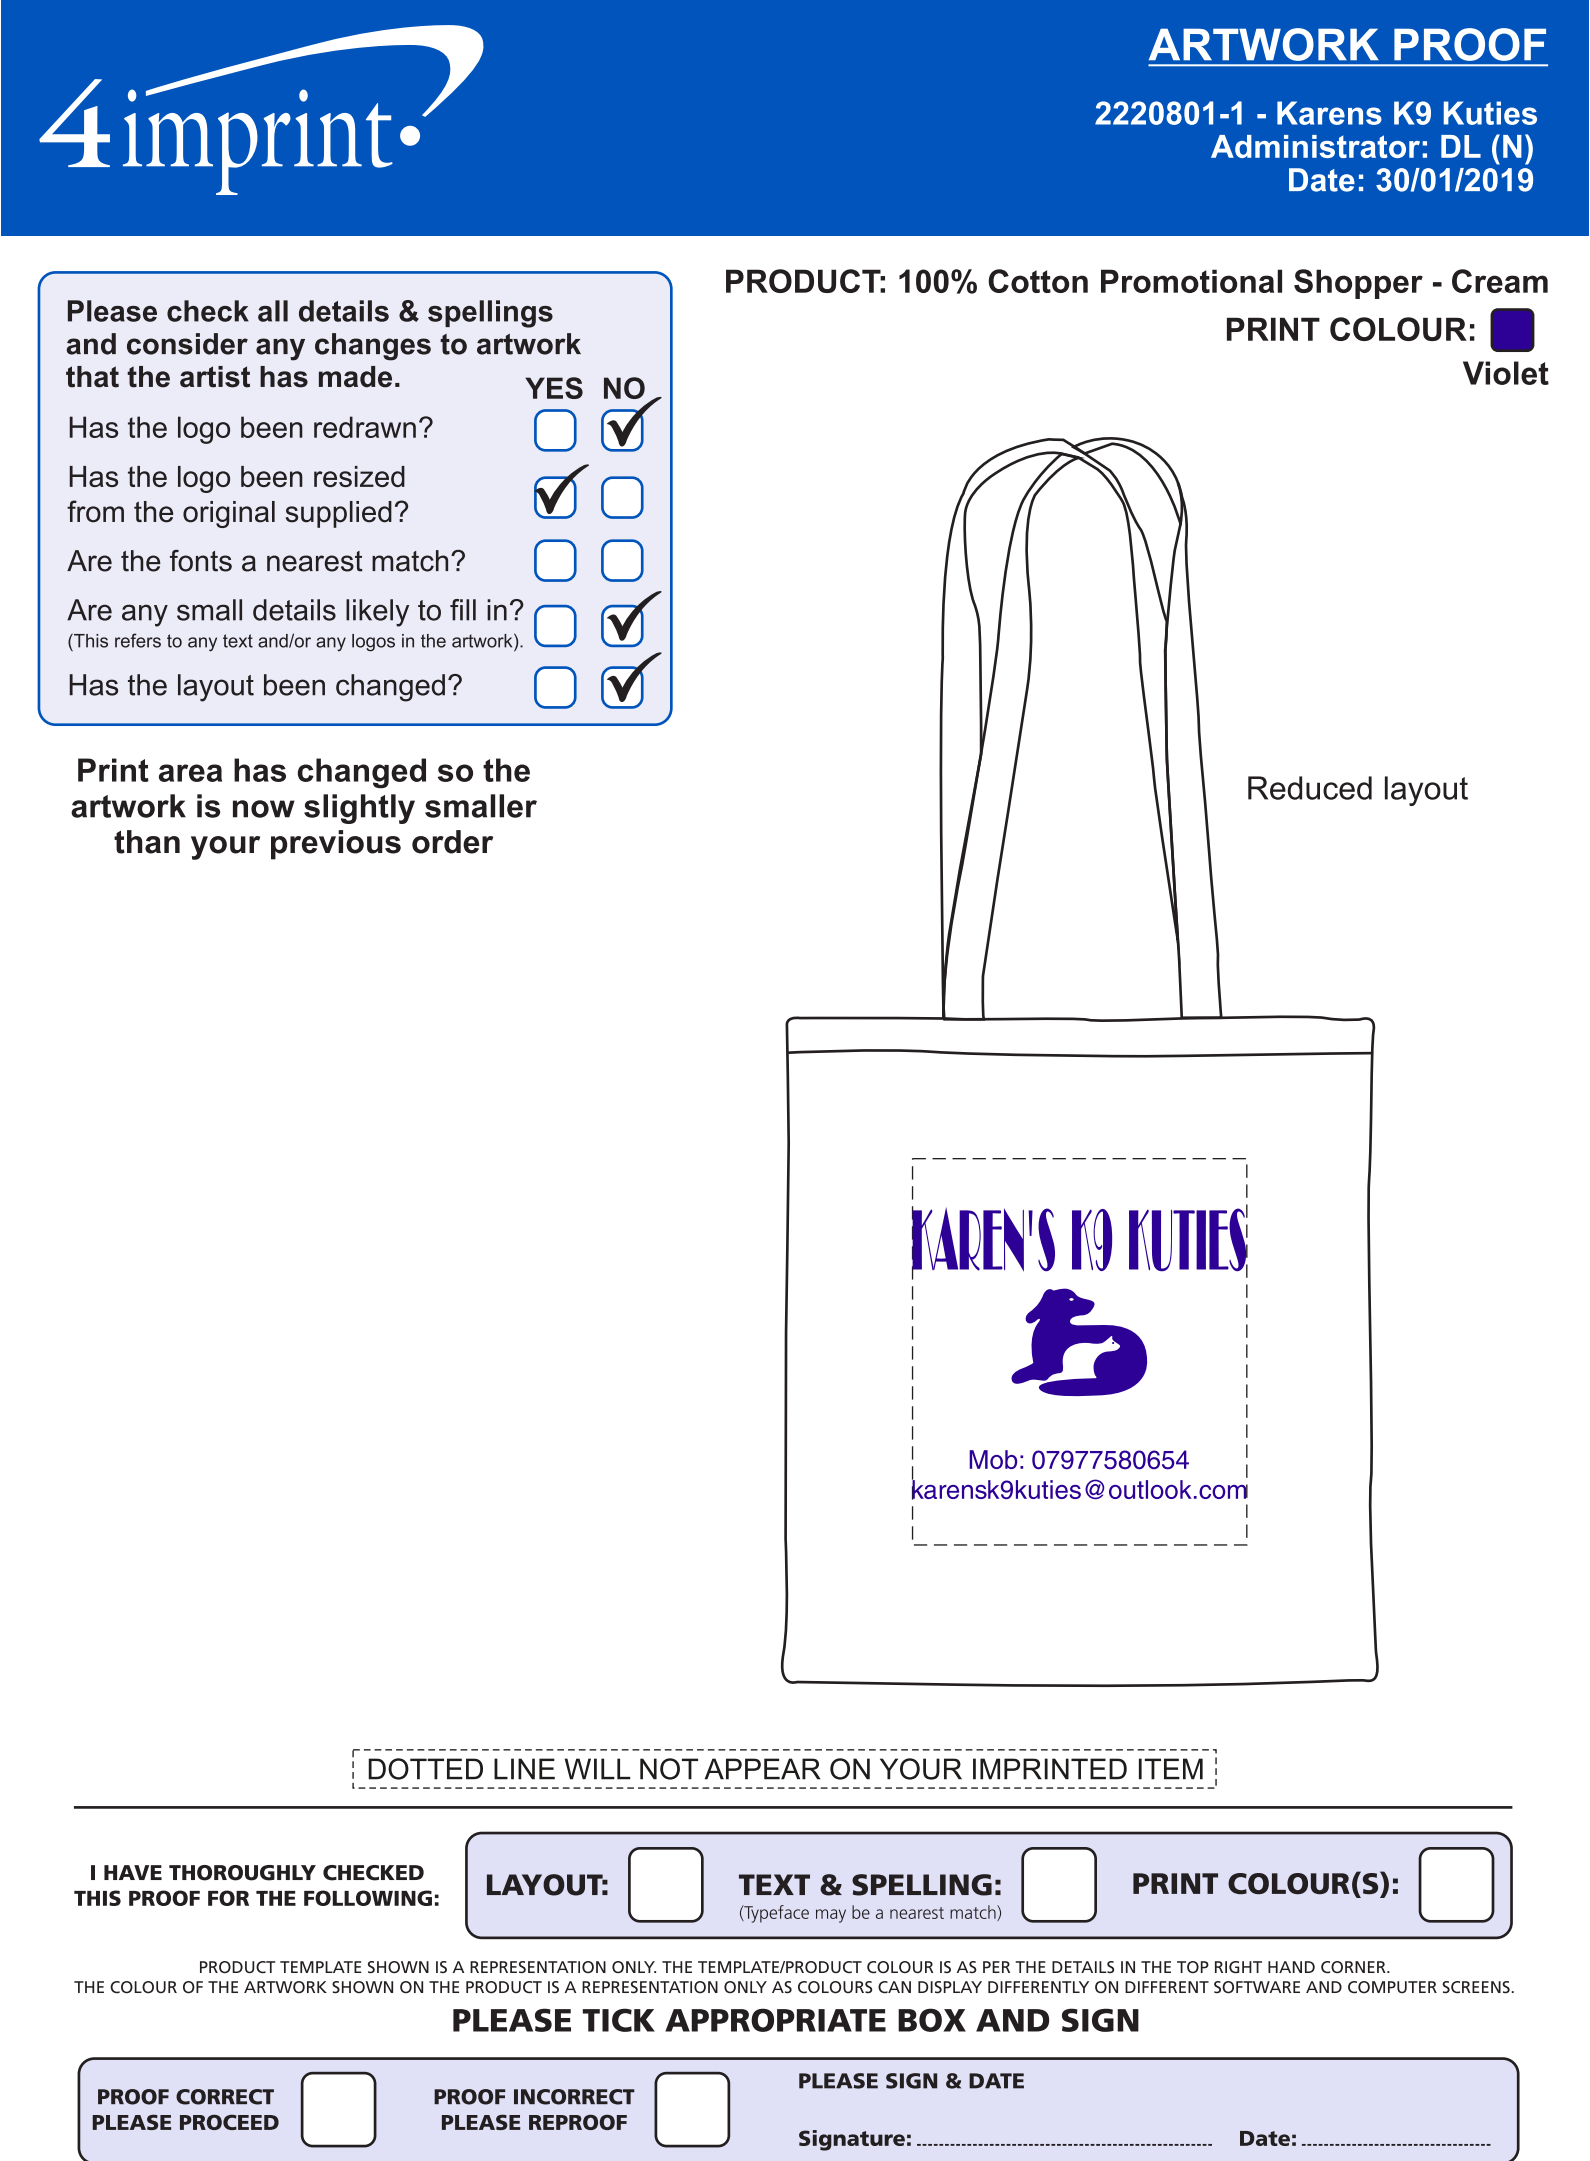 4imprint
ARTWORK PROOF
2220801-1 - Karens K9 Kuties
Administrator: DL (N)
Date: 30/01/2019
Please check all details & spellings
and consider any changes to artwork
that the artist has made.
YES NO
Has the logo been redrawn?
Has the logo been resized
from the original supplied?
Are the fonts a nearest match?
Are any small details likely to fill in?
(This refers to any text and/or any logos in the artwork).
Has the layout been changed?
Print area has changed so the
artwork is now slightly smaller
than your previous order
PRODUCT: 100% Cotton Promotional Shopper - Cream
PRINT COLOUR:
Violet
Reduced layout
KAREN'S K9 KUTIES
Mob: 07977580654
karensk9kuties@outlook.com
DOTTED LINE WILL NOT APPEAR ON YOUR IMPRINTED ITEM
I HAVE THOROUGHLY CHECKED
THIS PROOF FOR THE FOLLOWING:
LAYOUT:
TEXT & SPELLING:
(Typeface may be a nearest match)
PRINT COLOUR(S):
PRODUCT TEMPLATE SHOWN IS A REPRESENTATION ONLY. THE TEMPLATE/PRODUCT COLOUR IS AS PER THE DETAILS IN THE TOP RIGHT HAND CORNER.
THE COLOUR OF THE ARTWORK SHOWN ON THE PRODUCT IS A REPRESENTATION ONLY AS COLOURS CAN DISPLAY DIFFERENTLY ON DIFFERENT SOFTWARE AND COMPUTER SCREENS.
PLEASE TICK APPROPRIATE BOX AND SIGN
PROOF CORRECT
PLEASE PROCEED
PROOF INCORRECT
PLEASE REPROOF
PLEASE SIGN & DATE
Signature:
Date: